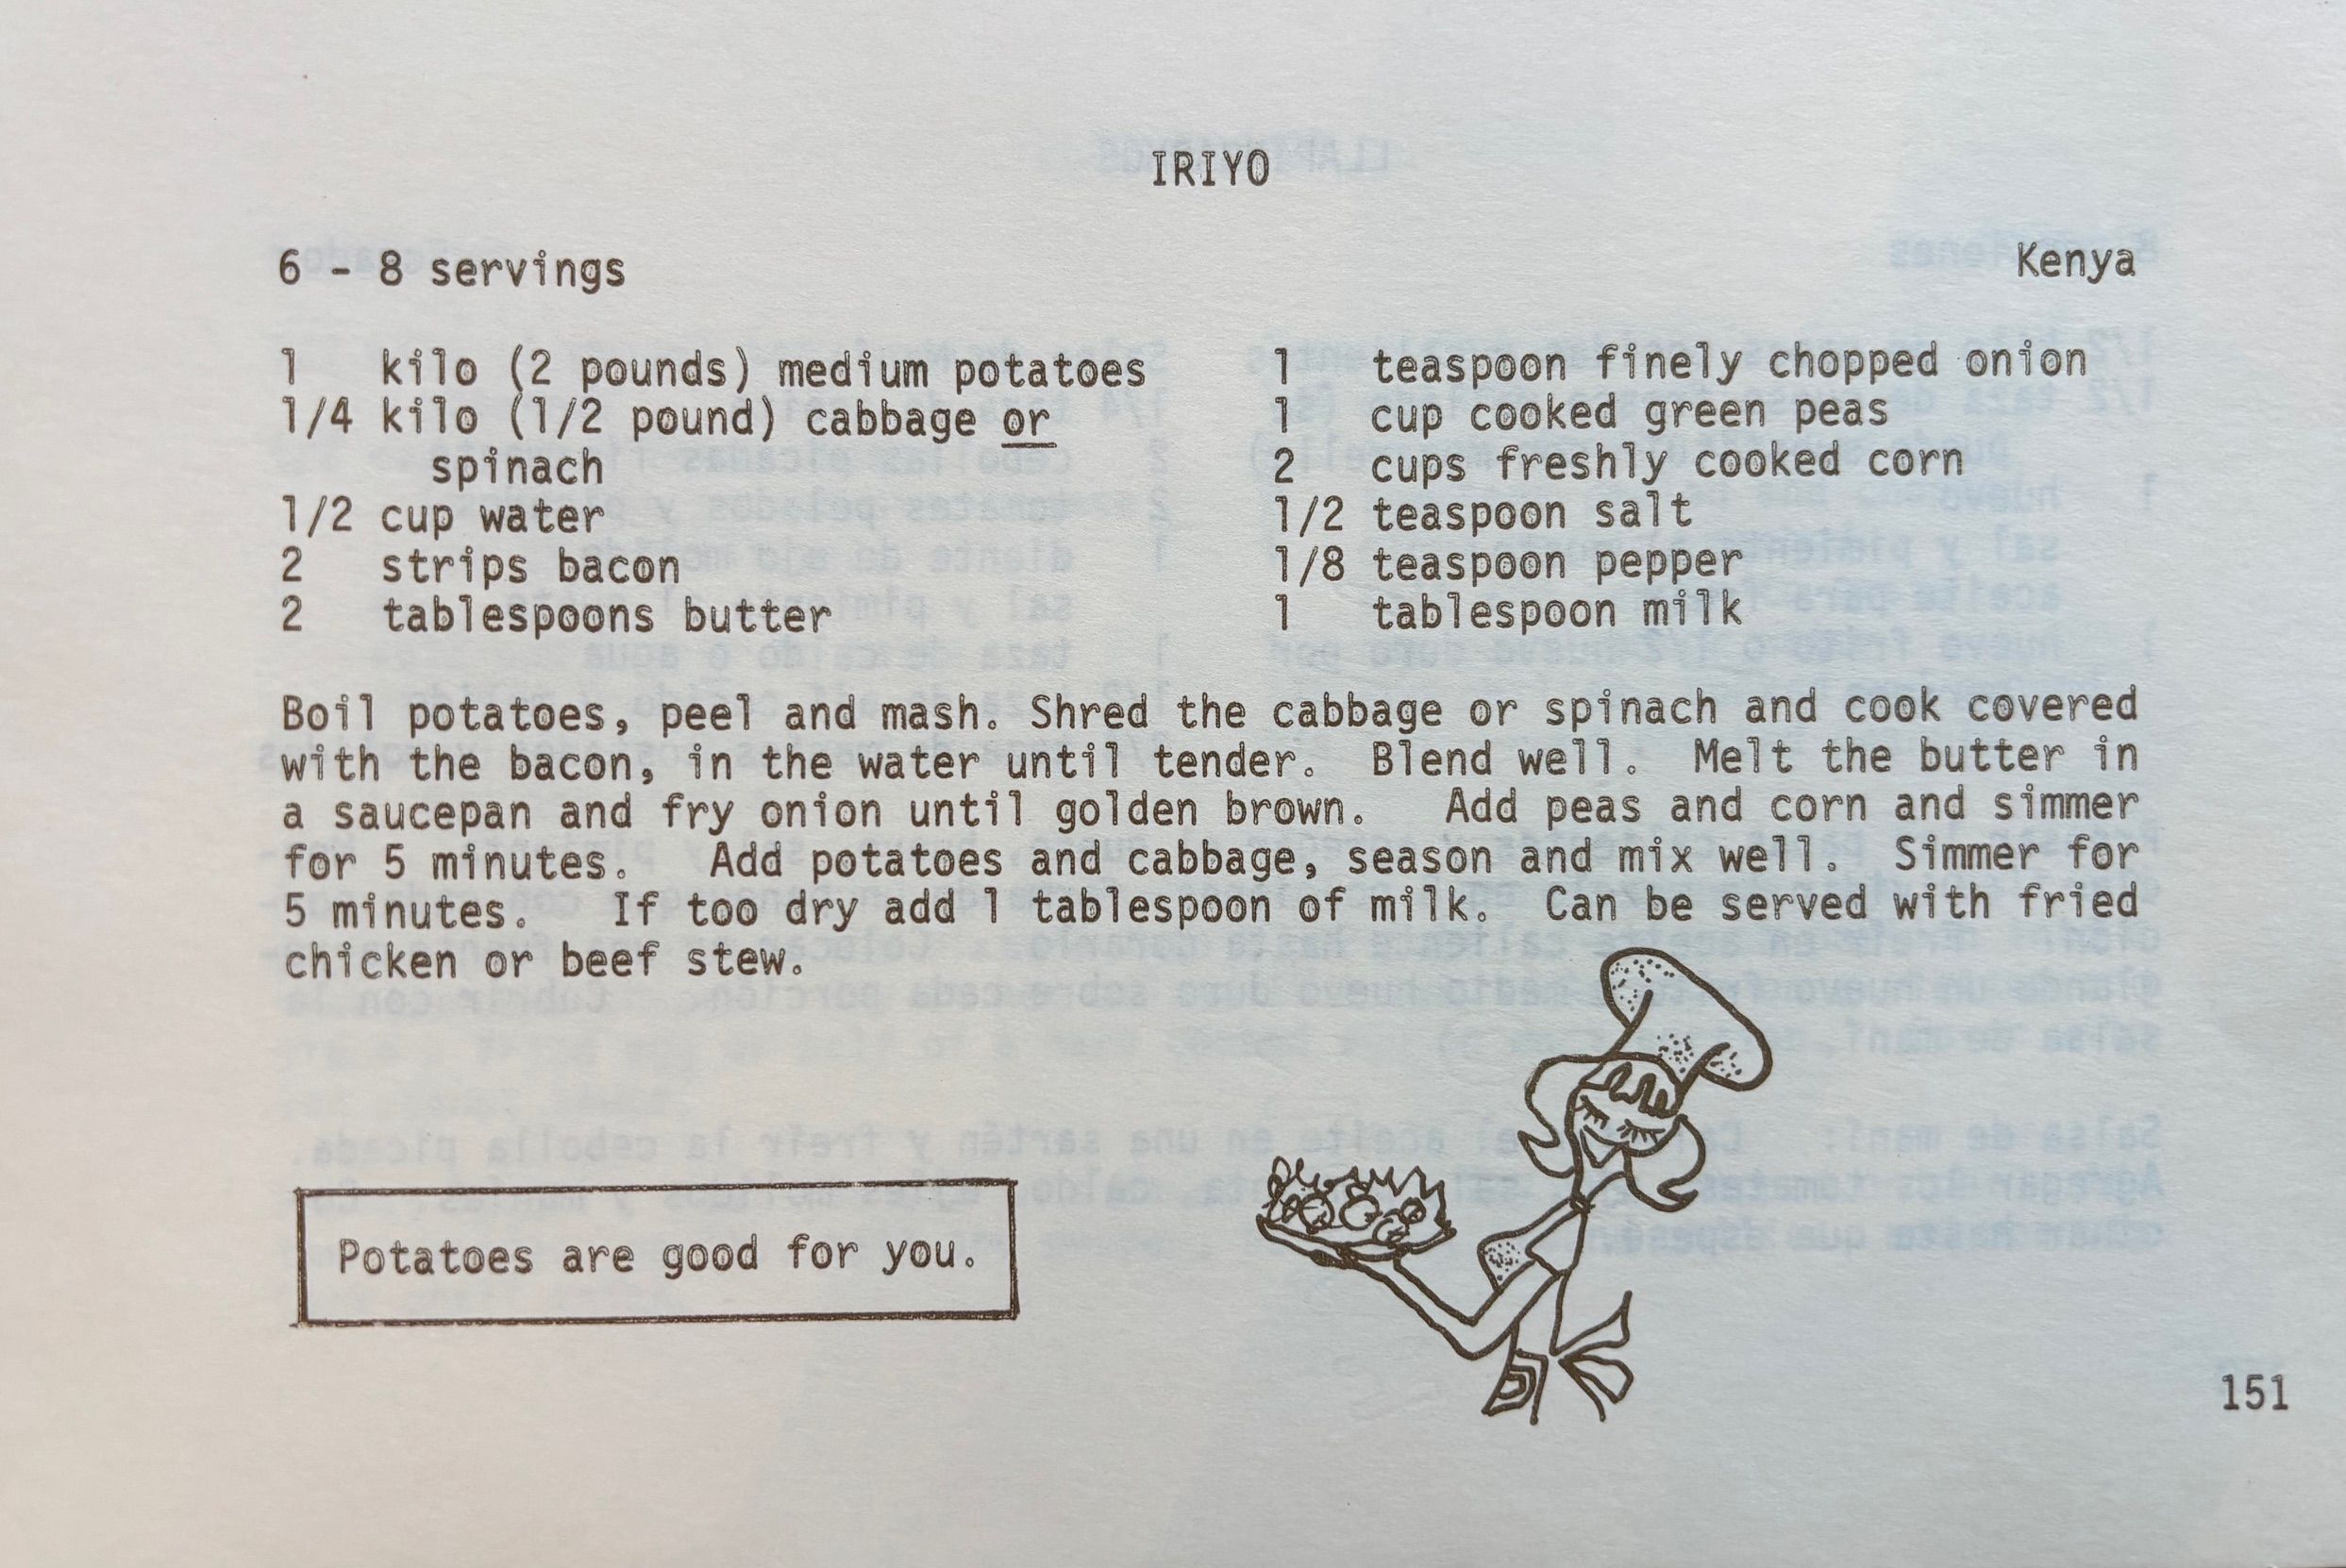 IRIYO
6 - 8 servings
Kenya
1 kilo (2 pounds) medium potatoes
1/4 kilo (1/2 pound) cabbage or
spinach
1/2 cup water
2 strips bacon
2 tablespoons butter
1 teaspoon finely chopped onion
1 cup cooked green peas
2 cups freshly cooked corn
1/2 teaspoon salt
1/8 teaspoon pepper
1 tablespoon milk
Boil potatoes, peel and mash. Shred the cabbage or spinach and cook covered
with the bacon, in the water until tender. Blend well. Melt the butter in
a saucepan and fry onion until golden brown. Add peas and corn and simmer
for 5 minutes. Add potatoes and cabbage, season and mix well. Simmer for
5 minutes. If too dry add 1 tablespoon of milk. Can be served with fried
chicken or beef stew.
Potatoes are good for you.
151